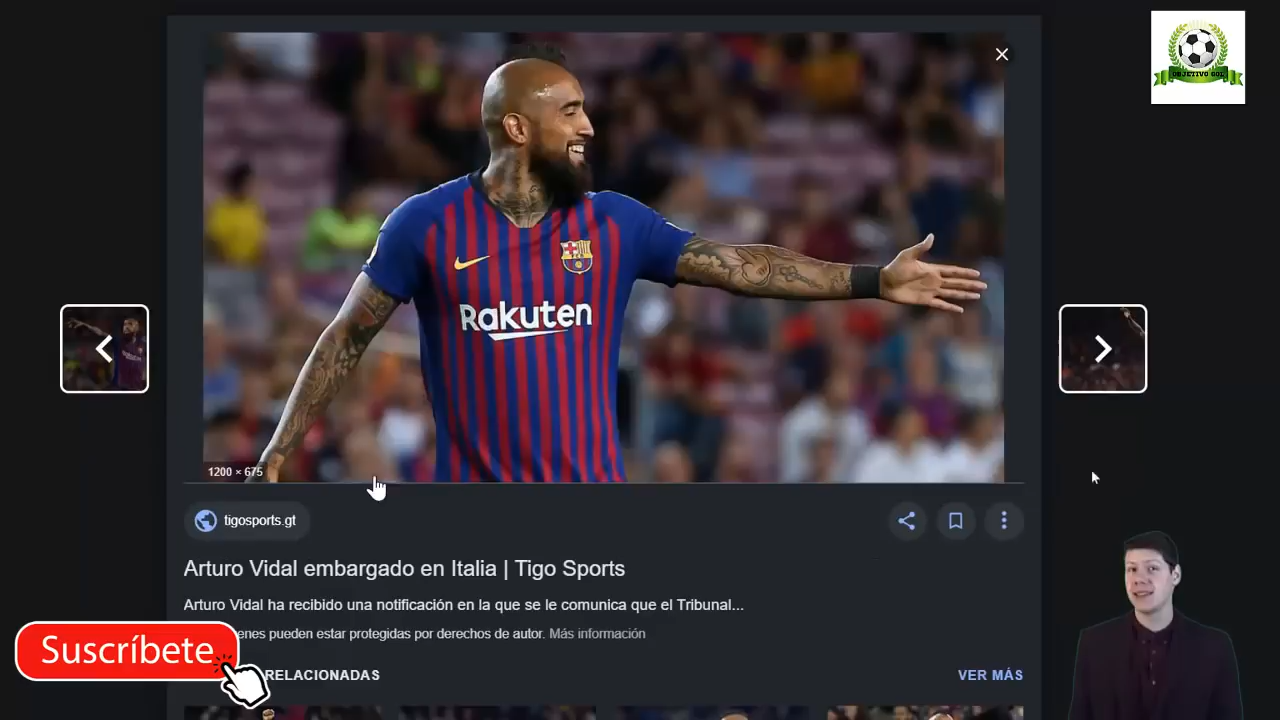 OBJETIVO GOL
Rakuten
1200 × 675
tigosports.gt
Arturo Vidal embargado en Italia | Tigo Sports
Arturo Vidal ha recibido una notificación en la que se le comunica que el Tribunal...
enes pueden estar protegidas por derechos de autor. Más información
Suscríbete
RELACIONADAS
VER MÁS